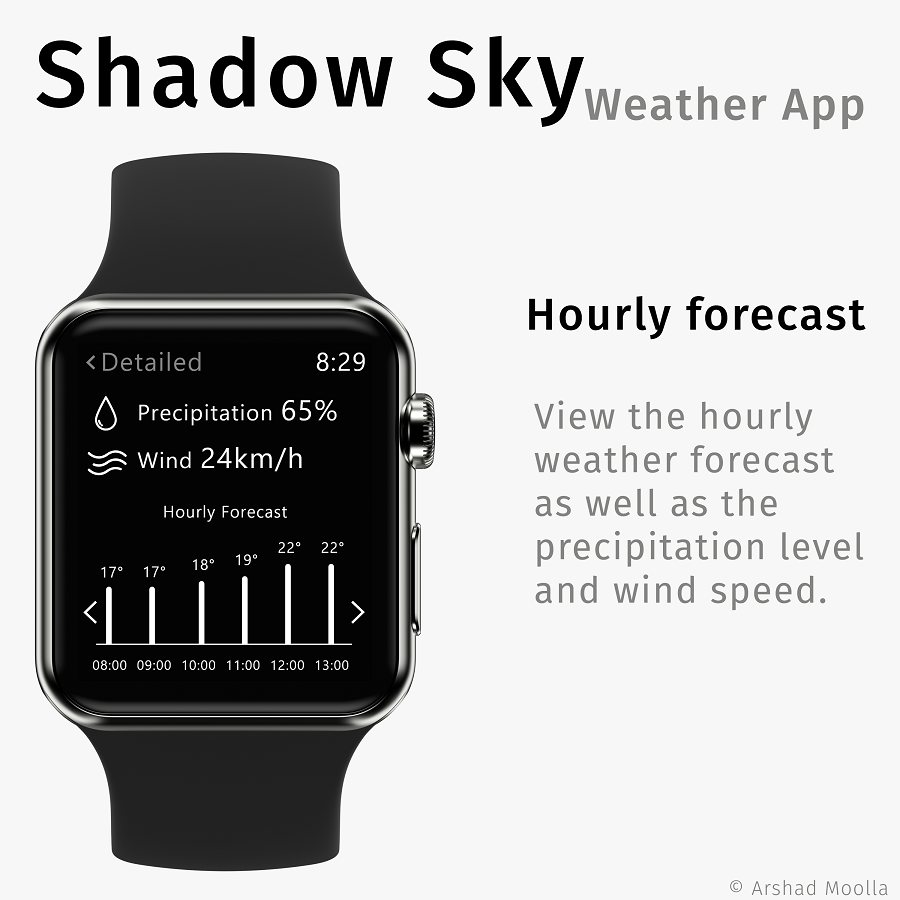 Shadow Sky Weather App
Hourly forecast
View the hourly
weather forecast
as well as the
precipitation level
and wind speed.
Detailed 8:29
Precipitation 65%
Wind 24km/h
Hourly Forecast
17° 17° 18° 19° 22° 22°
08:00 09:00 10:00 11:00 12:00 13:00
© Arshad Moolla